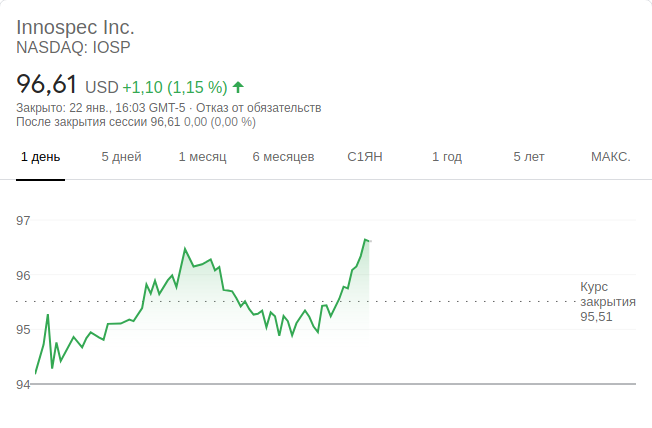 Innospec Inc.
NASDAQ: IOSP
96,61 USD +1,10 (1,15 %)
Закрыто: 22 янв., 16:03 GMT-5 · Отказ от обязательств
После закрытия сессии 96,61 0,00 (0,00 %)
1 день 5 дней 1 месяц 6 месяцев С1ЯН 1 год 5 лет МАКС.
97
96
95
94
Курс
закрытия
95,51